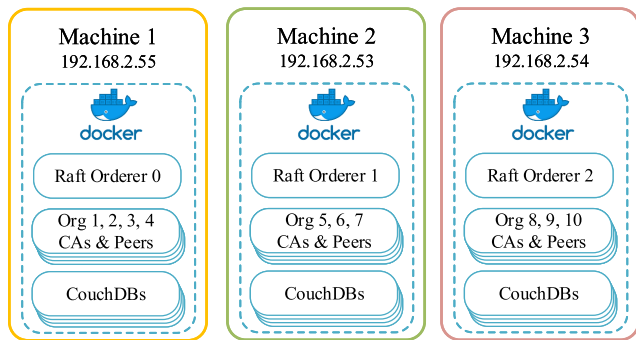 Machine 1
192.168.2.55
docker
Raft Orderer 0
Org 1, 2, 3, 4
CAs & Peers
CouchDBs
Machine 2
192.168.2.53
docker
Raft Orderer 1
Org 5, 6, 7
CAs & Peers
CouchDBs
Machine 3
192.168.2.54
docker
Raft Orderer 2
Org 8, 9, 10
CAs & Peers
CouchDBs